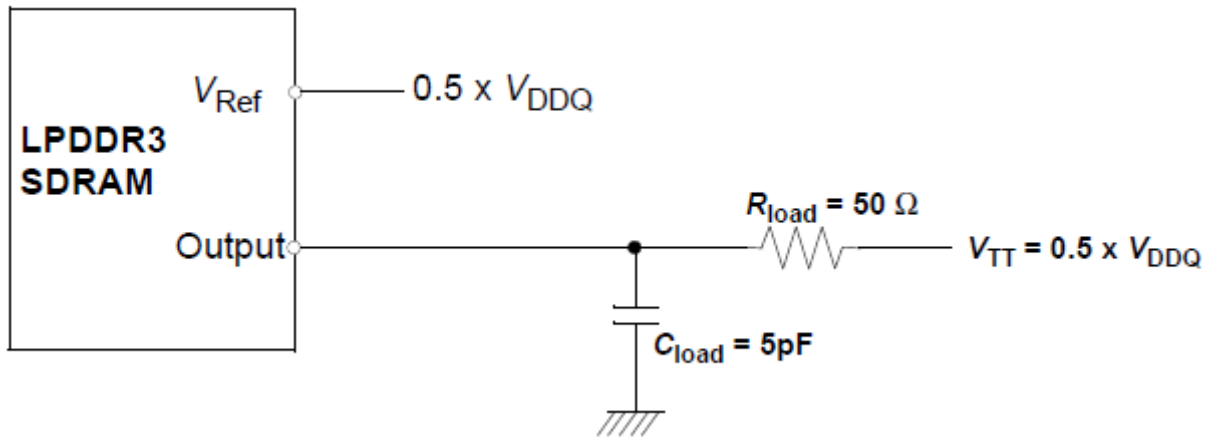 VRef
0.5 x VDDQ
LPDDR3
SDRAM
Rload = 50 Ω
Output
VTT = 0.5 x VDDQ
Cload = 5pF